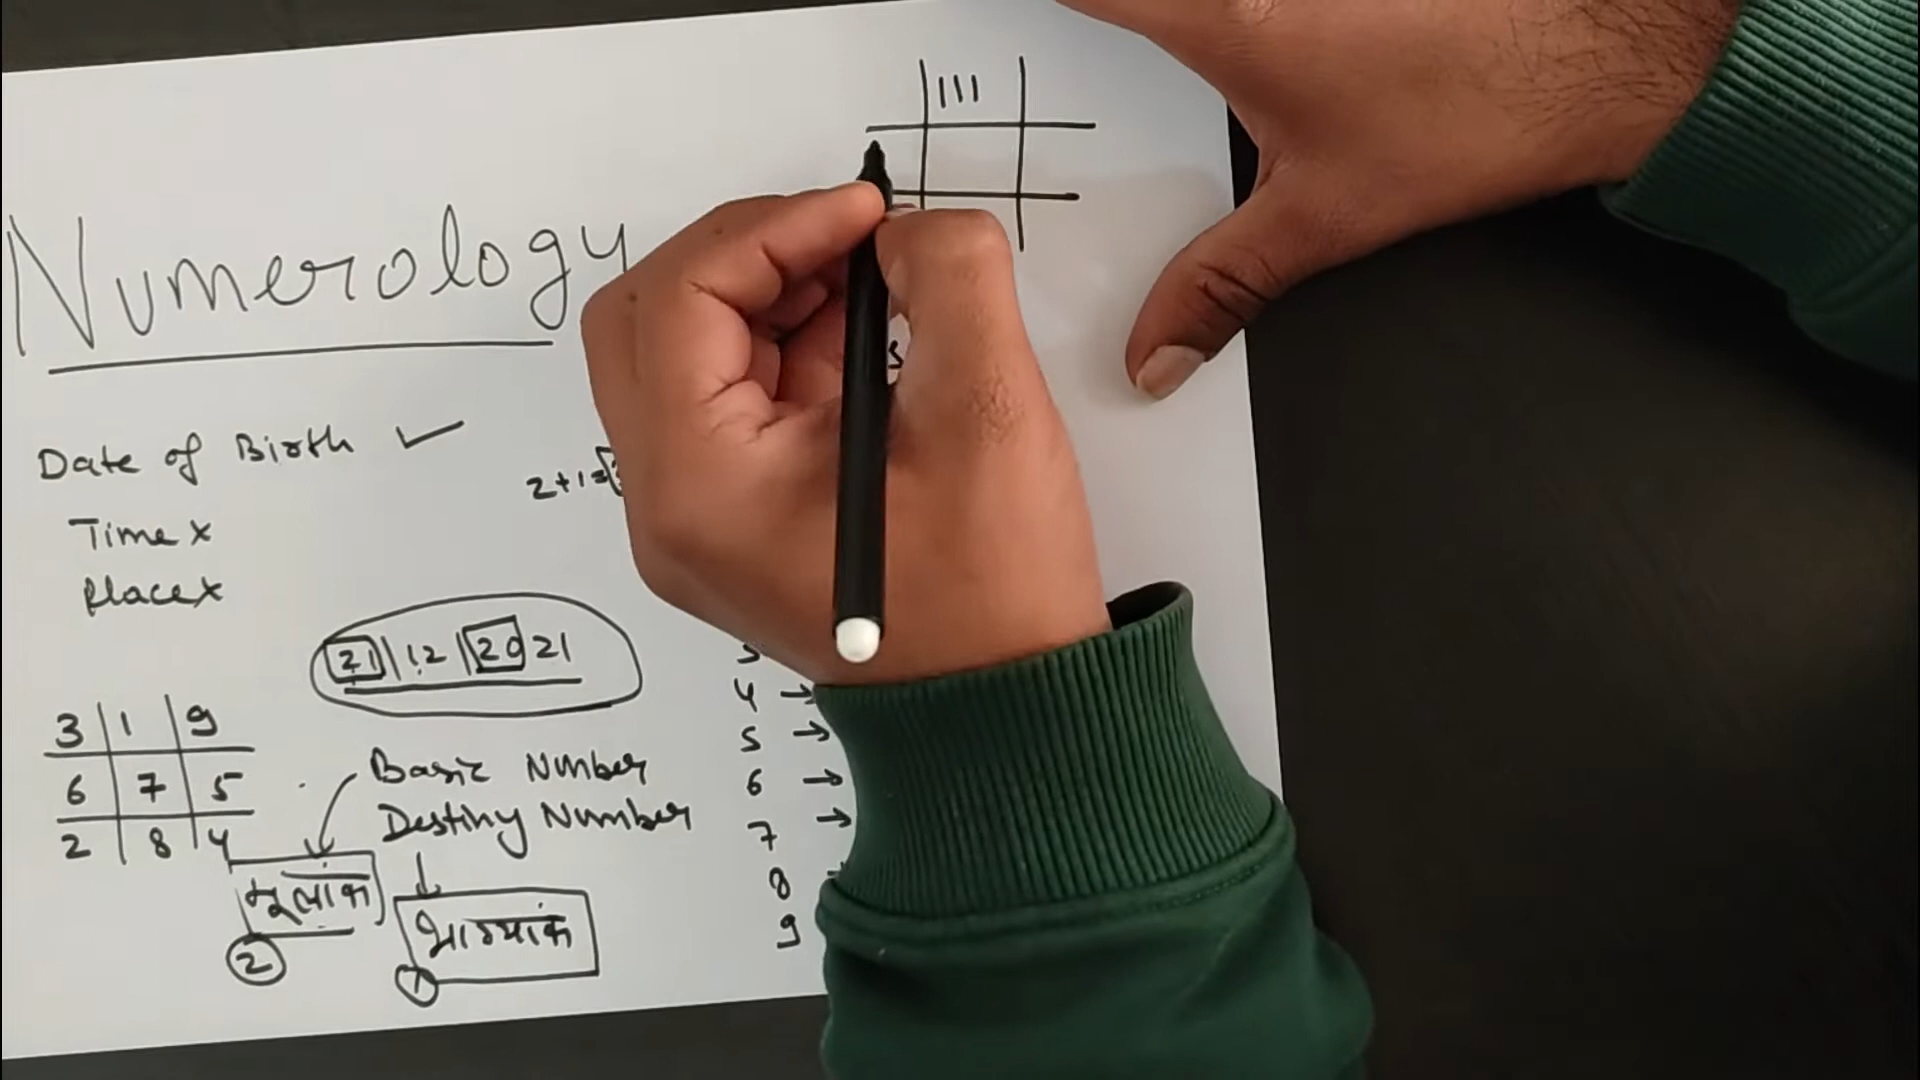 111
Numerology
Date of Birth ✓
2+1=
Time x
Place x
21|12|2021
3 1 9
6 7 5
2 8 4
Basic Number
Destiny Number
मूलांक
भाग्यांक
2
1
4 →
5 →
6 →
7 →
8
9